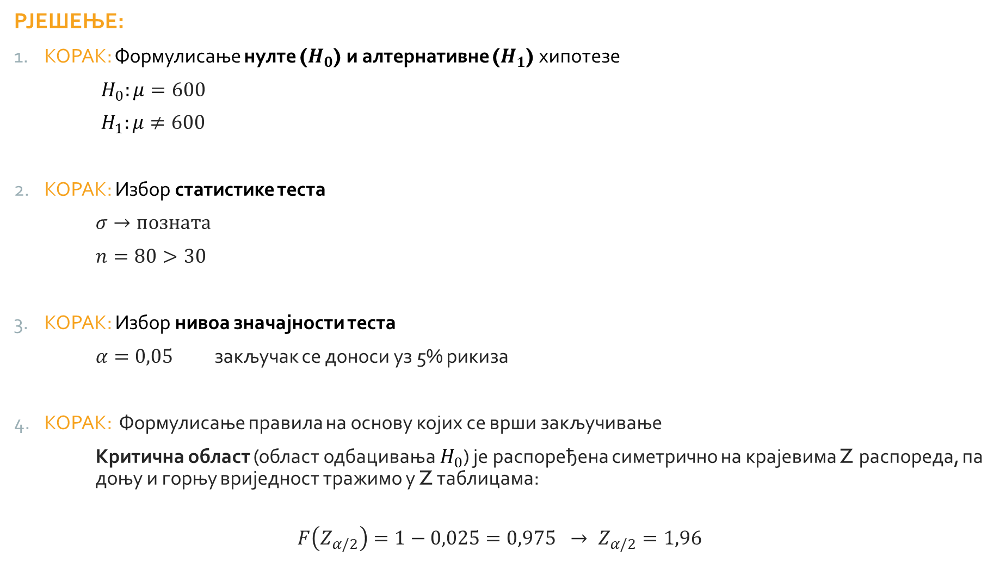 РЈЕШЕЊЕ:
1. КОРАК: Формулисање нулте (H₀) и алтернативне (H₁) хипотезе
H₀: μ = 600
H₁: μ ≠ 600
2. КОРАК: Избор статистике теста
σ → позната
n = 80 > 30
3. КОРАК: Избор нивоа значајности теста
α = 0,05 закључак се доноси уз 5% рикиза
4. КОРАК: Формулисање правила на основу којих се врши закључивање
Критична област (област одбацивања H₀) је распоређена симетрично на крајевима Z распореда, па
доњу и горњу вриједност тражимо у Z таблицама:
F(Z_{α/2}) = 1 − 0,025 = 0,975 → Z_{α/2} = 1,96